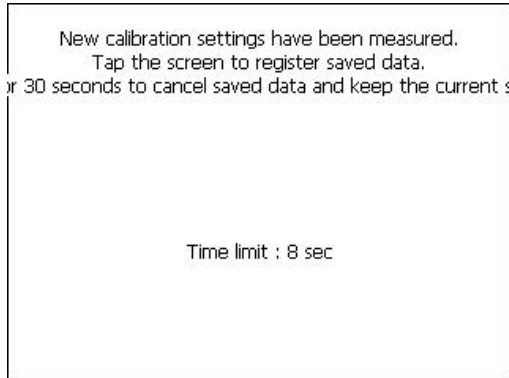 New calibration settings have been measured.
Tap the screen to register saved data.
30 seconds to cancel saved data and keep the current
Time limit : 8 sec